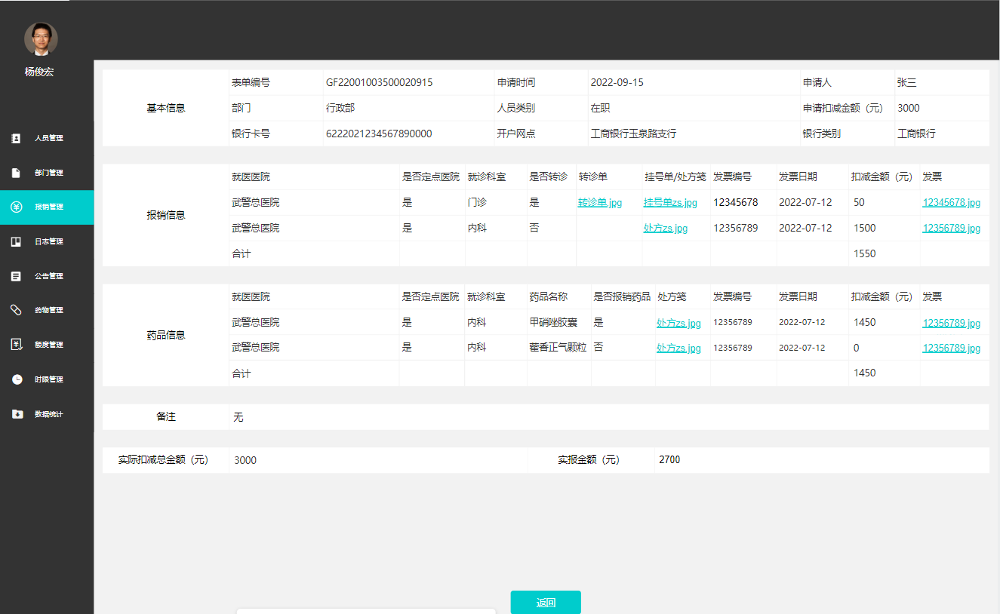 杨俊宏
人员管理
部门管理
报销管理
日志管理
公告管理
药物管理
额度管理
时限管理
数据统计
基本信息
表单编号 GF22001003500020915 申请时间 2022-09-15 申请人 张三
部门 行政部 人员类别 在职 申请扣减金额（元） 3000
银行卡号 6222021234567890000 开户网点 工商银行玉泉路支行 银行类别 工商银行
报销信息
就医医院 是否定点医院 就诊科室 是否转诊 转诊单 挂号单/处方笺 发票编号 发票日期 扣减金额（元） 发票
武警总医院 是 门诊 是 转诊单.jpg 挂号单zs.jpg 12345678 2022-07-12 50 12345678.jpg
武警总医院 是 内科 否 处方zs.jpg 12356789 2022-07-12 1500 12356789.jpg
合计 1550
药品信息
就医医院 是否定点医院 就诊科室 药品名称 是否报销药品 处方笺 发票编号 发票日期 扣减金额（元） 发票
武警总医院 是 内科 甲硝唑胶囊 是 处方zs.jpg 12356789 2022-07-12 1450 12356789.jpg
武警总医院 是 内科 藿香正气颗粒 否 处方zs.jpg 12356789 2022-07-12 0 12356789.jpg
合计 1450
备注 无
实际扣减总金额（元） 3000 实报金额（元） 2700
返回